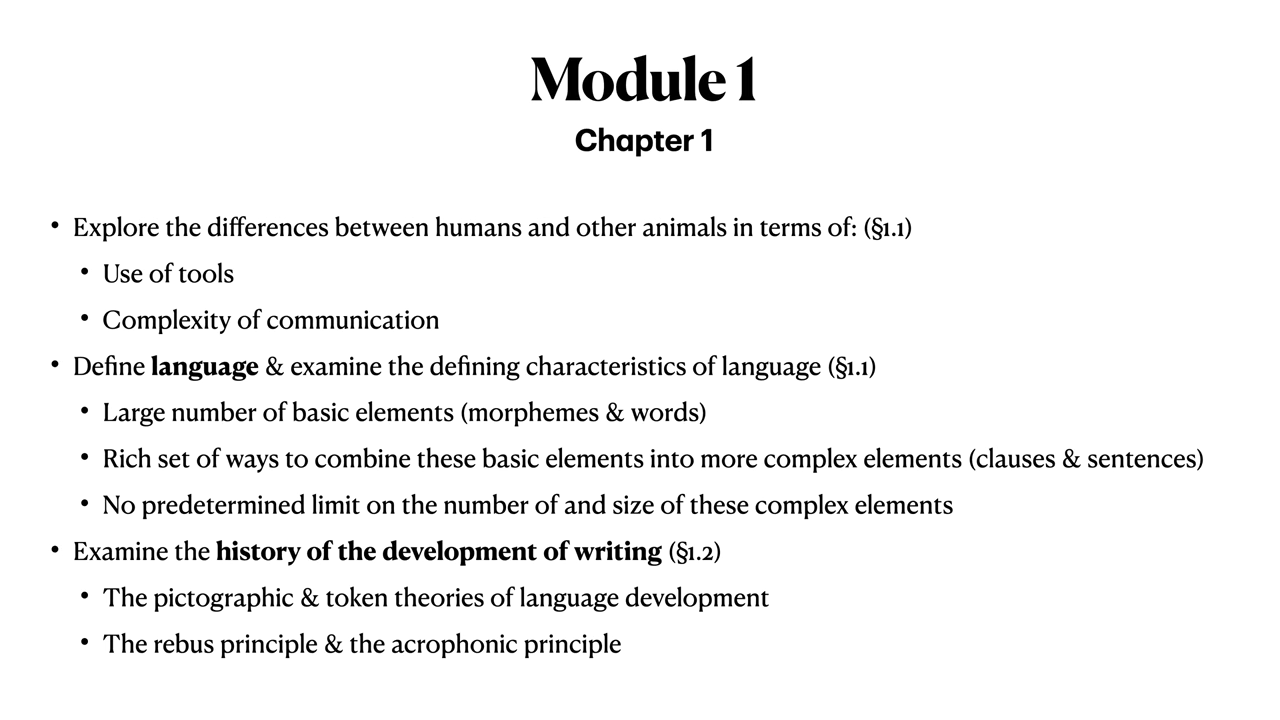 Module 1
Chapter 1
• Explore the differences between humans and other animals in terms of: (§1.1)
• Use of tools
• Complexity of communication
• Define language & examine the defining characteristics of language (§1.1)
• Large number of basic elements (morphemes & words)
• Rich set of ways to combine these basic elements into more complex elements (clauses & sentences)
• No predetermined limit on the number of and size of these complex elements
• Examine the history of the development of writing (§1.2)
• The pictographic & token theories of language development
• The rebus principle & the acrophonic principle